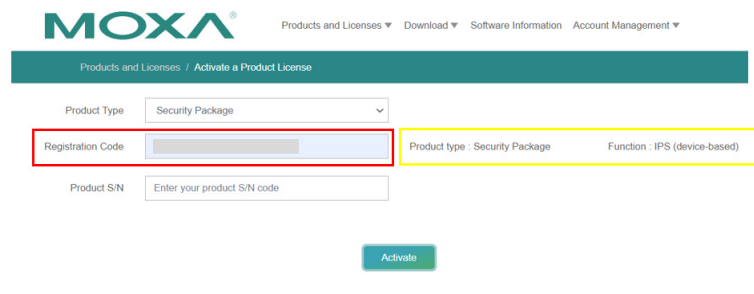 MOXA®
Products and Licenses ▼ Download ▼ Software Information Account Management ▼
Products and Licenses / Activate a Product License
Product Type Security Package
Registration Code Product type : Security Package Function : IPS (device-based)
Product S/N Enter your product S/N code
Activate